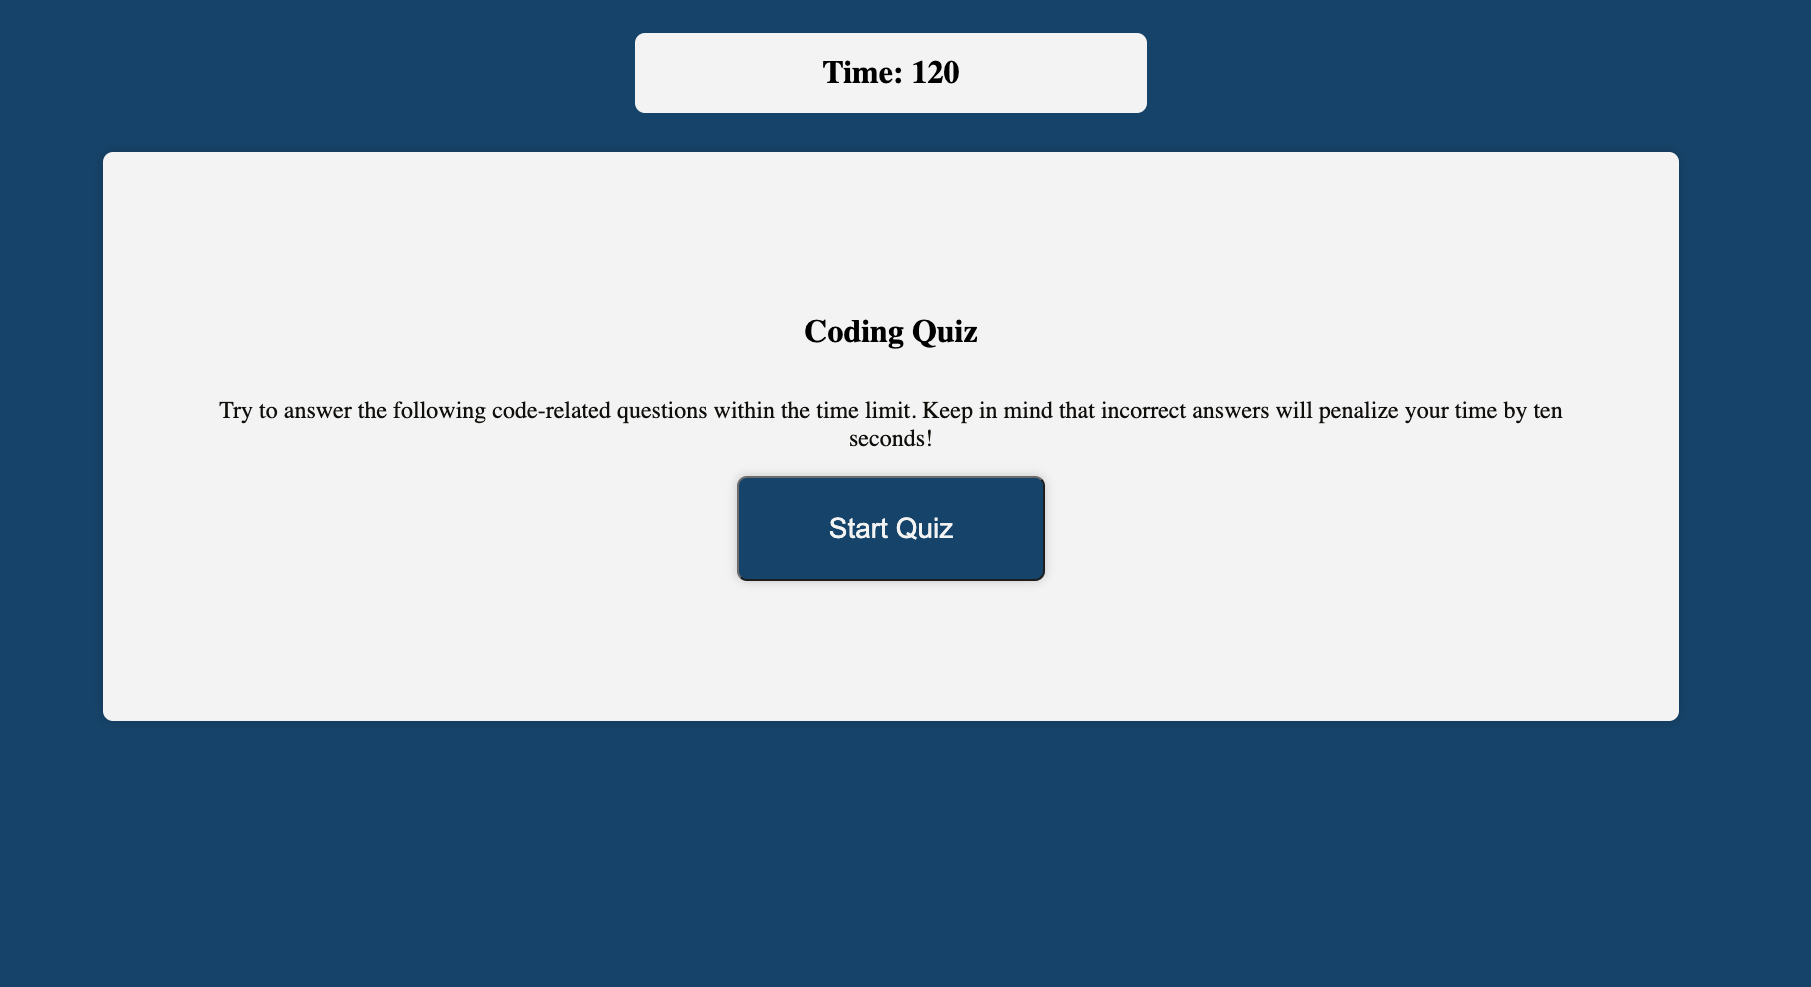 Time: 120
Coding Quiz
Try to answer the following code-related questions within the time limit. Keep in mind that incorrect answers will penalize your time by ten
seconds!
Start Quiz